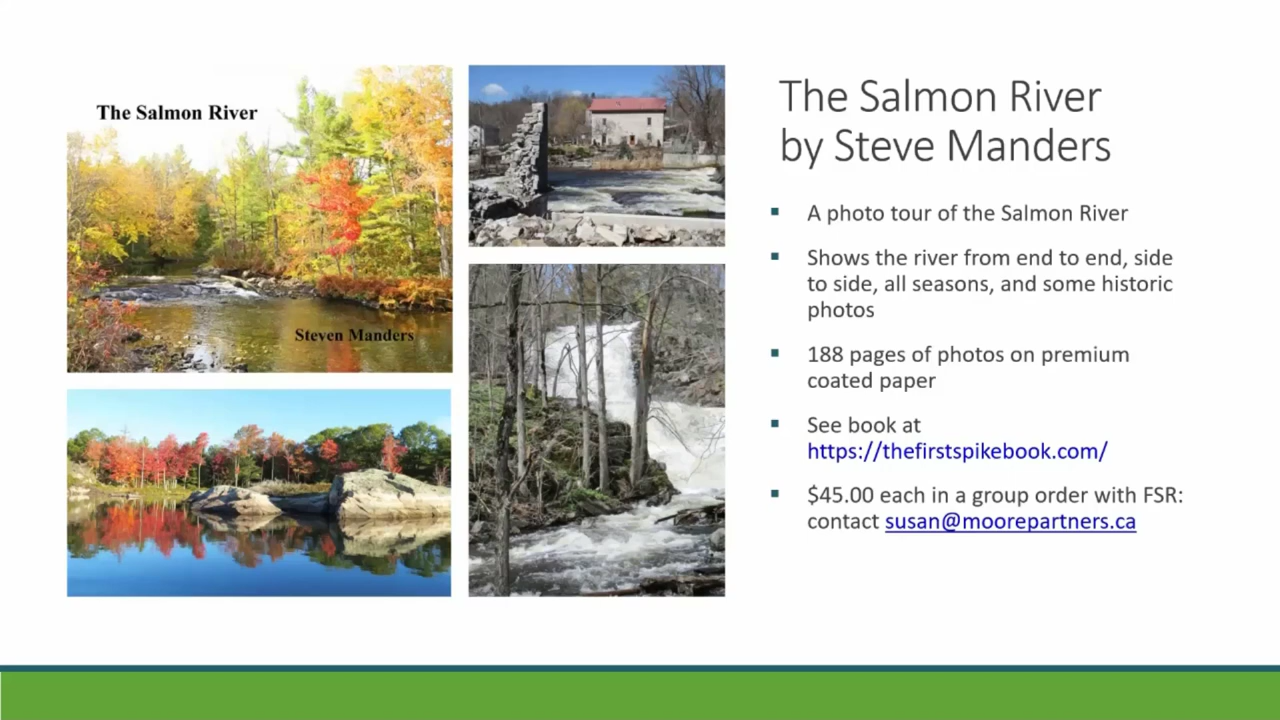 The Salmon River
Steven Manders
The Salmon River
by Steve Manders
A photo tour of the Salmon River
Shows the river from end to end, side
to side, all seasons, and some historic
photos
188 pages of photos on premium
coated paper
See book at
https://thefirstspikebook.com/
$45.00 each in a group order with FSR:
contact susan@moorepartners.ca